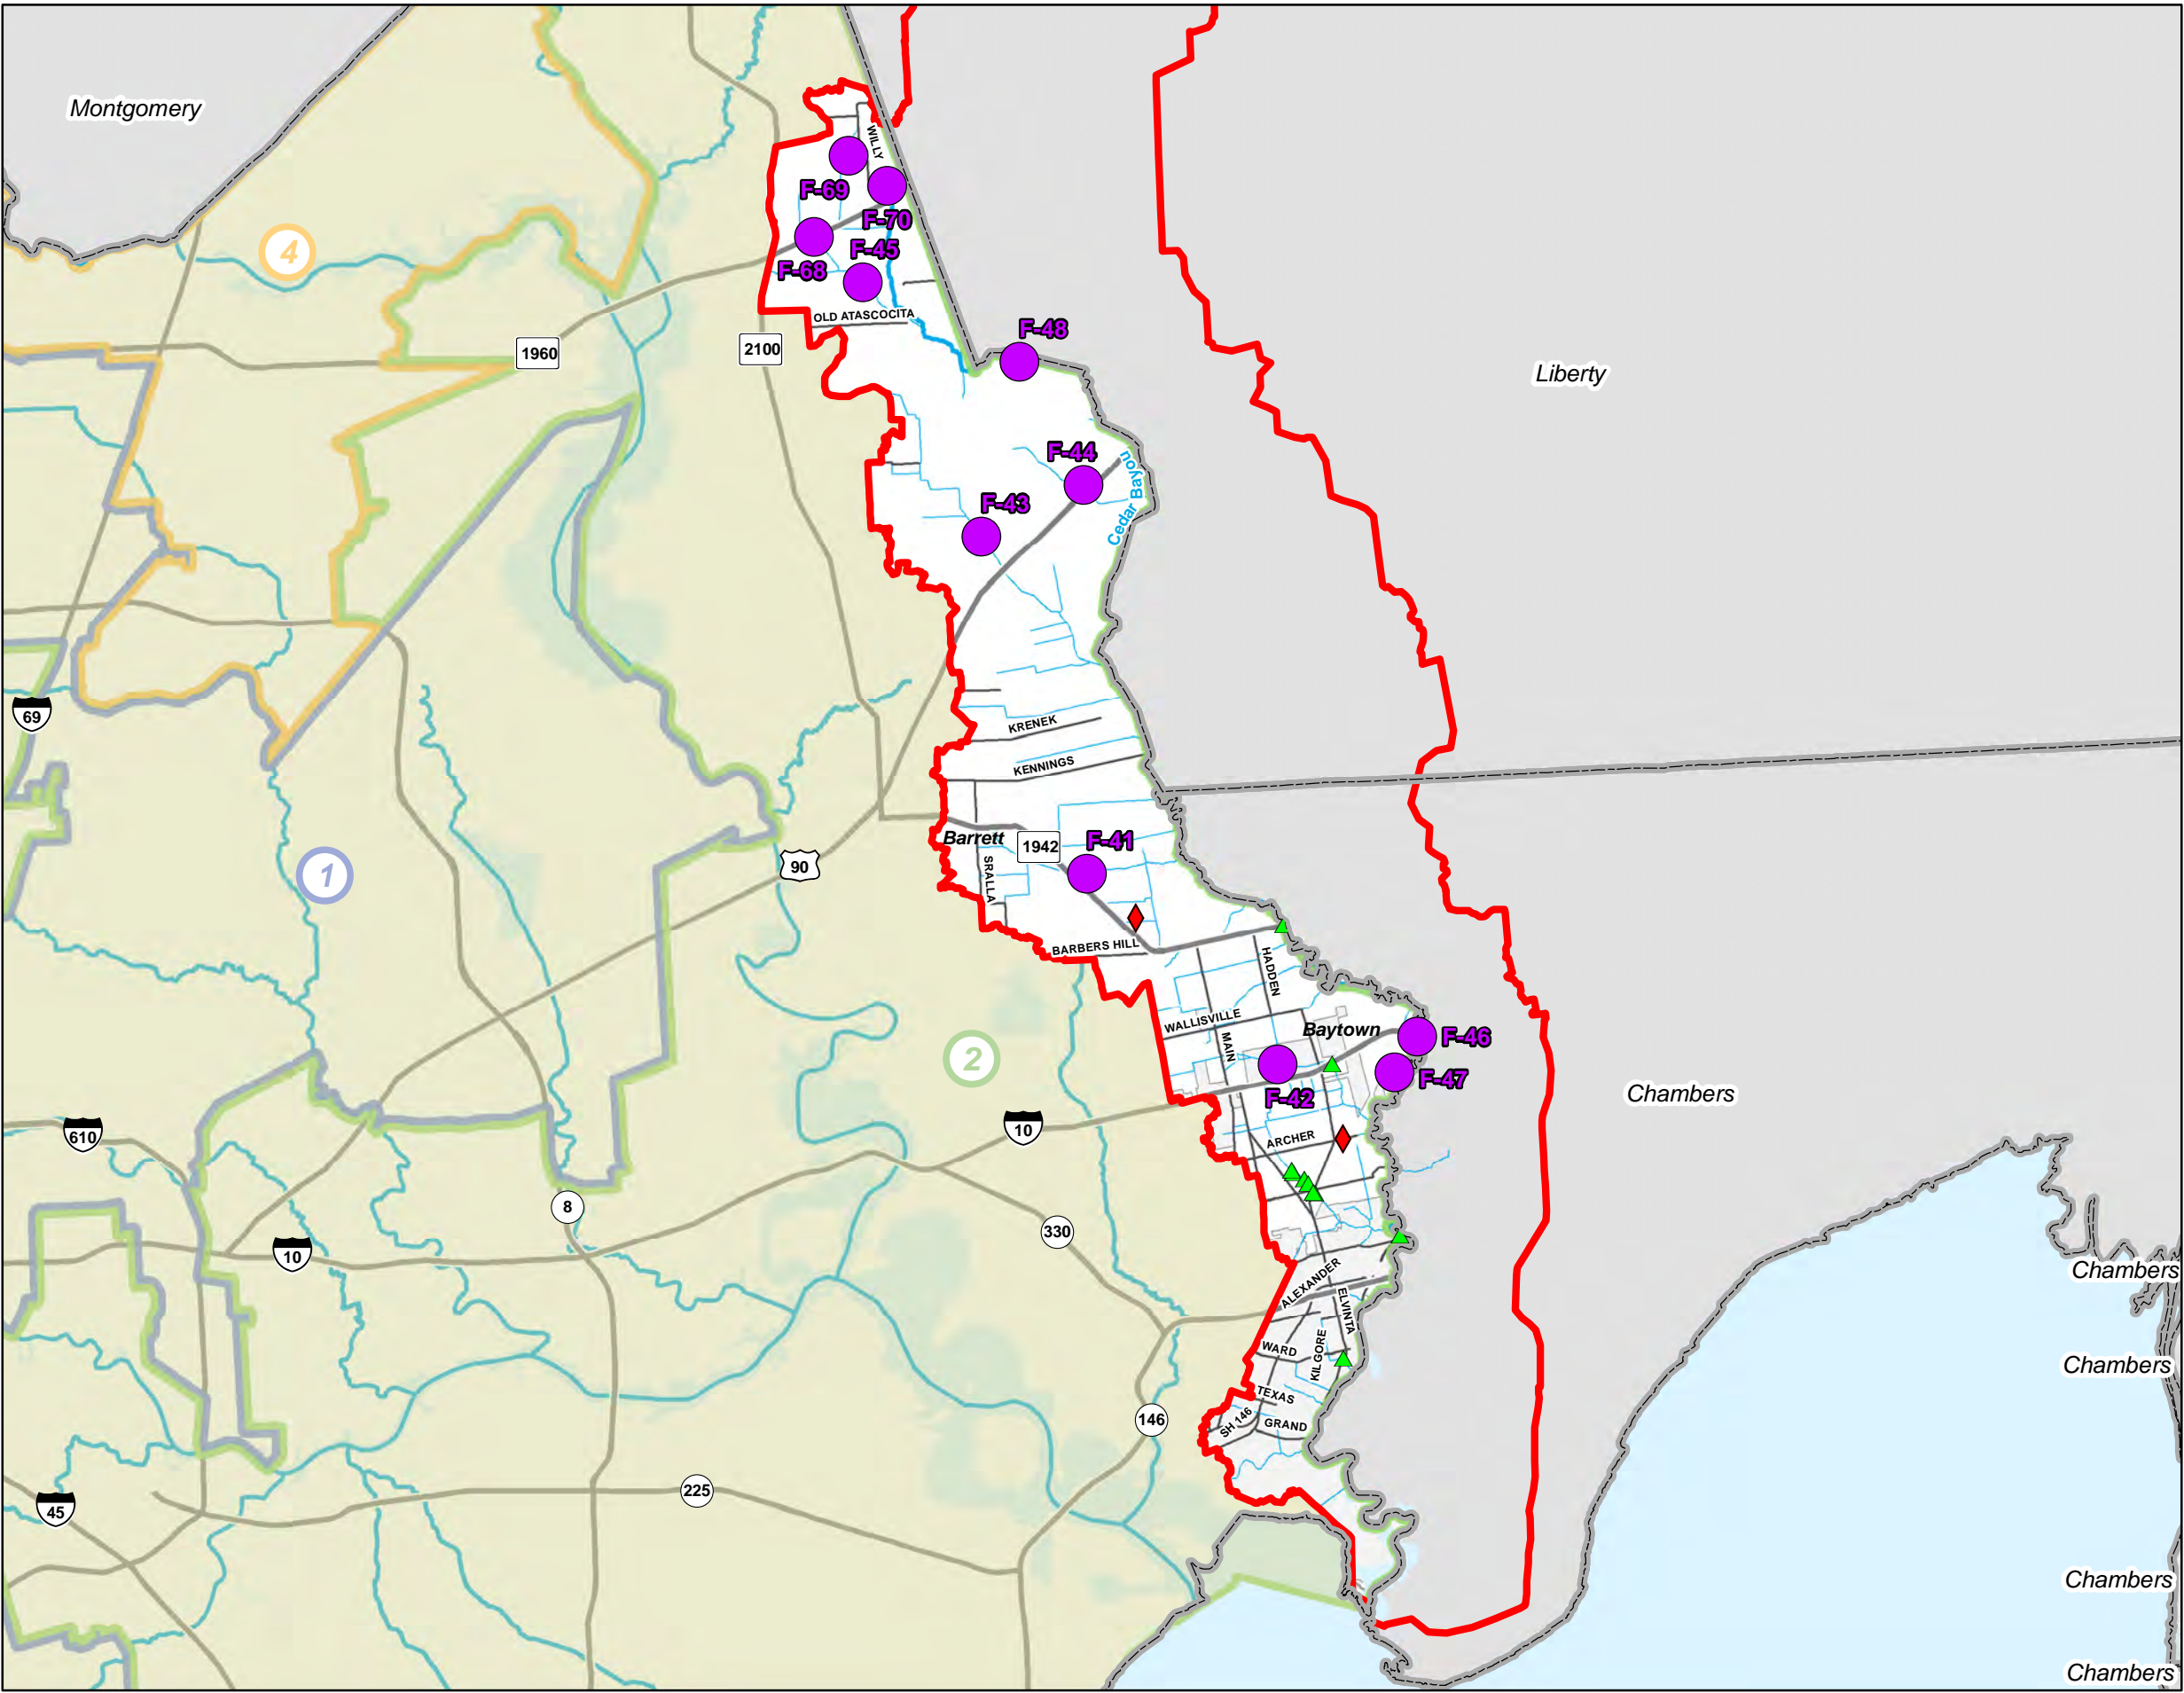 Montgomery
WILLY
F-69
F-70
4
F-45
F-68
OLD ATASCOCITA
F-48
1960
2100
Liberty
F-44
Cedar Bayou
F-43
69
KRENEK
KENNINGS
Barrett
1942
F-41
90
1
SRALLA
BARBERS HILL
HADDEN
WALLISVILLE
Baytown
F-46
MAIN
2
F-47
F-42
Chambers
10
610
ARCHER
8
330
10
Chambers
ALEXANDER
ELVINTA
WARD
KILGORE
Chambers
TEXAS
146
SH 146
GRAND
225
45
Chambers
Chambers